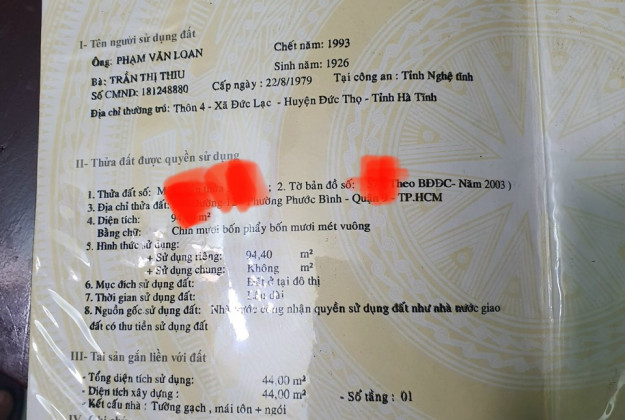 I- Tên người sử dụng đất
Ông: PHẠM VĂN LOAN Chết năm: 1993
Bà: TRẦN THỊ THIU Sinh năm: 1926
Số CMND: 181248880 Cấp ngày : 22/8/1979 Tại công an : Tỉnh Nghệ tĩnh
Địa chỉ thường trú: Thôn 4 - Xã Đức Lạc - Huyện Đức Thọ - Tỉnh Hà Tĩnh
II- Thửa đất được quyền sử dụng
1. Thửa đất số: ; 2. Tờ bản đồ số: Theo BĐĐC- Năm 2003 )
3. Địa chỉ thửa đất: Phường Phước Bình - Quận TP.HCM
4. Diện tích: 9 m²
Bằng chữ: Chín mươi bốn phẩy bốn mươi mét vuông
5. Hình thức sử dụng:
+ Sử dụng riêng: 94,40 m²
+ Sử dụng chung: Không m²
6. Mục đích sử dụng đất: Đất ở tại đô thị
7. Thời gian sử dụng đất: Lâu dài
8. Nguồn gốc sử dụng đất: Nhà nước công nhận quyền sử dụng đất như nhà nước giao
đất có thu tiền sử dụng đất
III- Tài sản gắn liền với đất
- Tổng diện tích sử dụng: 44,00 m²
- Diện tích xây dựng : 44,00 m² - Số tầng : 01
- Kết cấu nhà : Tường gạch , mái tôn + ngói